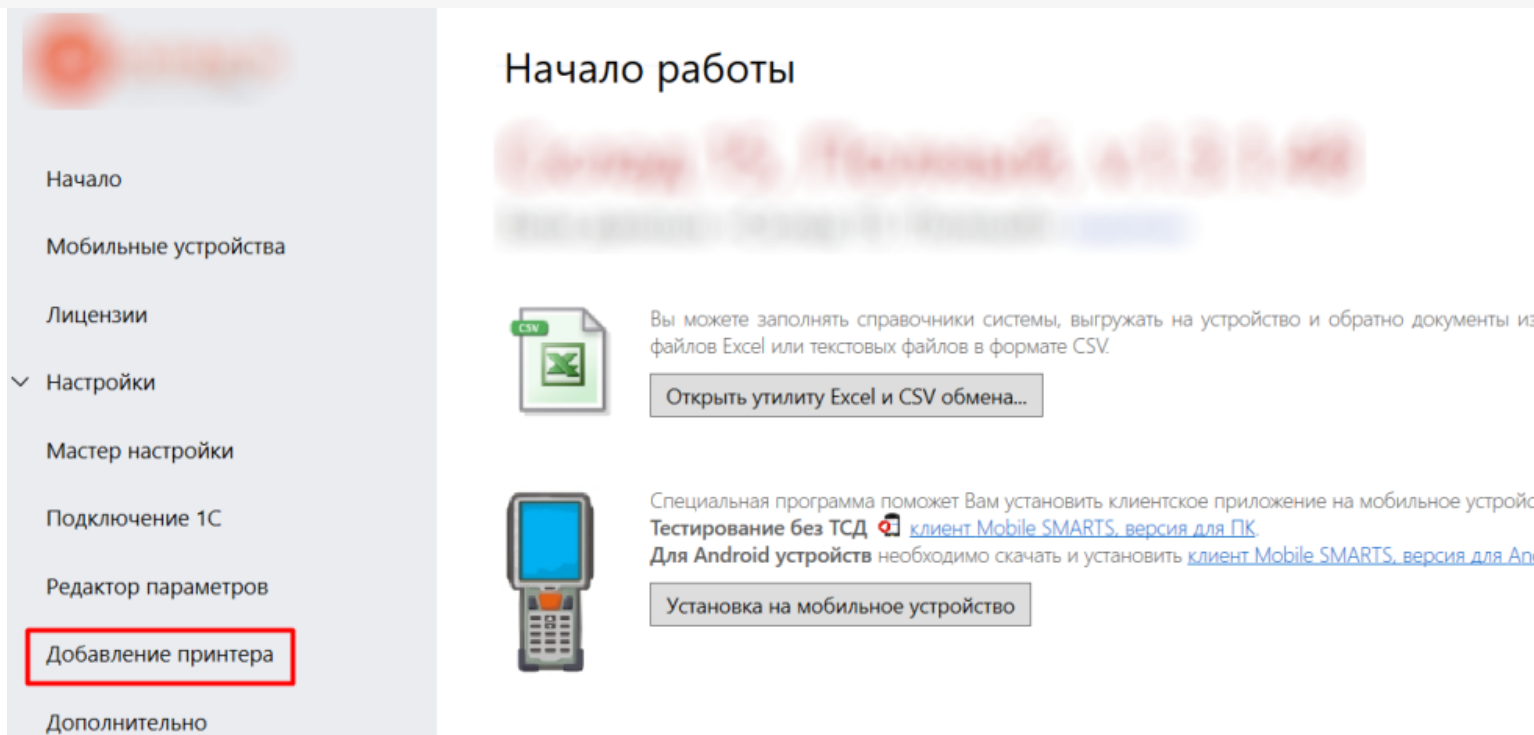 Начало
Мобильные устройства
Лицензии
Настройки
Мастер настройки
Подключение 1С
Редактор параметров
Добавление принтера
Дополнительно
Начало работы
CSV
Вы можете заполнять справочники системы, выгружать на устройство и обратно документы из
файлов Excel или текстовых файлов в формате CSV.
Открыть утилиту Excel и CSV обмена...
Специальная программа поможет Вам установить клиентское приложение на мобильное
Тестирование без ТСД клиент Mobile SMARTS, версия для ПК.
Для Android устройств необходимо скачать и установить клиент Mobile SMARTS, версия для
Установка на мобильное устройство